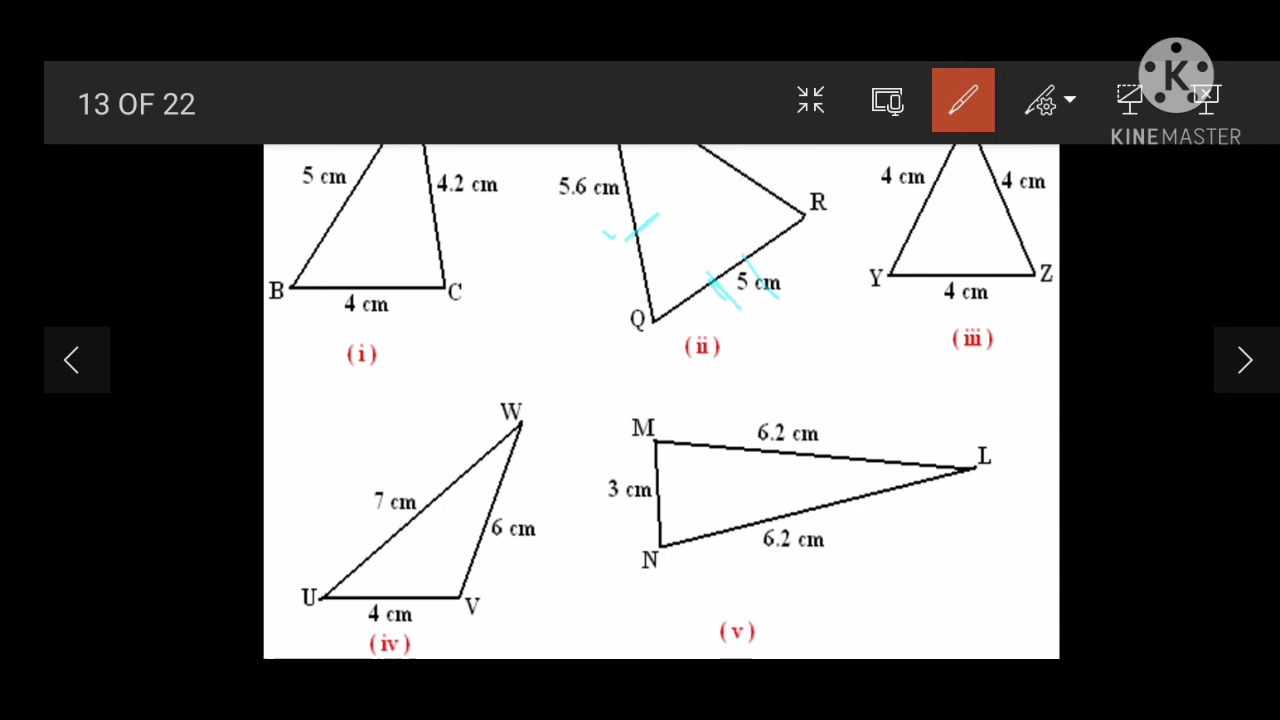 13 OF 22
K
KINEMASTER
5 cm
4.2 cm
B
C
4 cm
(i)
5.6 cm
R
5 cm
Q
(ii)
4 cm
4 cm
Y
Z
4 cm
(iii)
W
7 cm
6 cm
U
V
4 cm
(iv)
M
6.2 cm
L
3 cm
N
6.2 cm
(v)